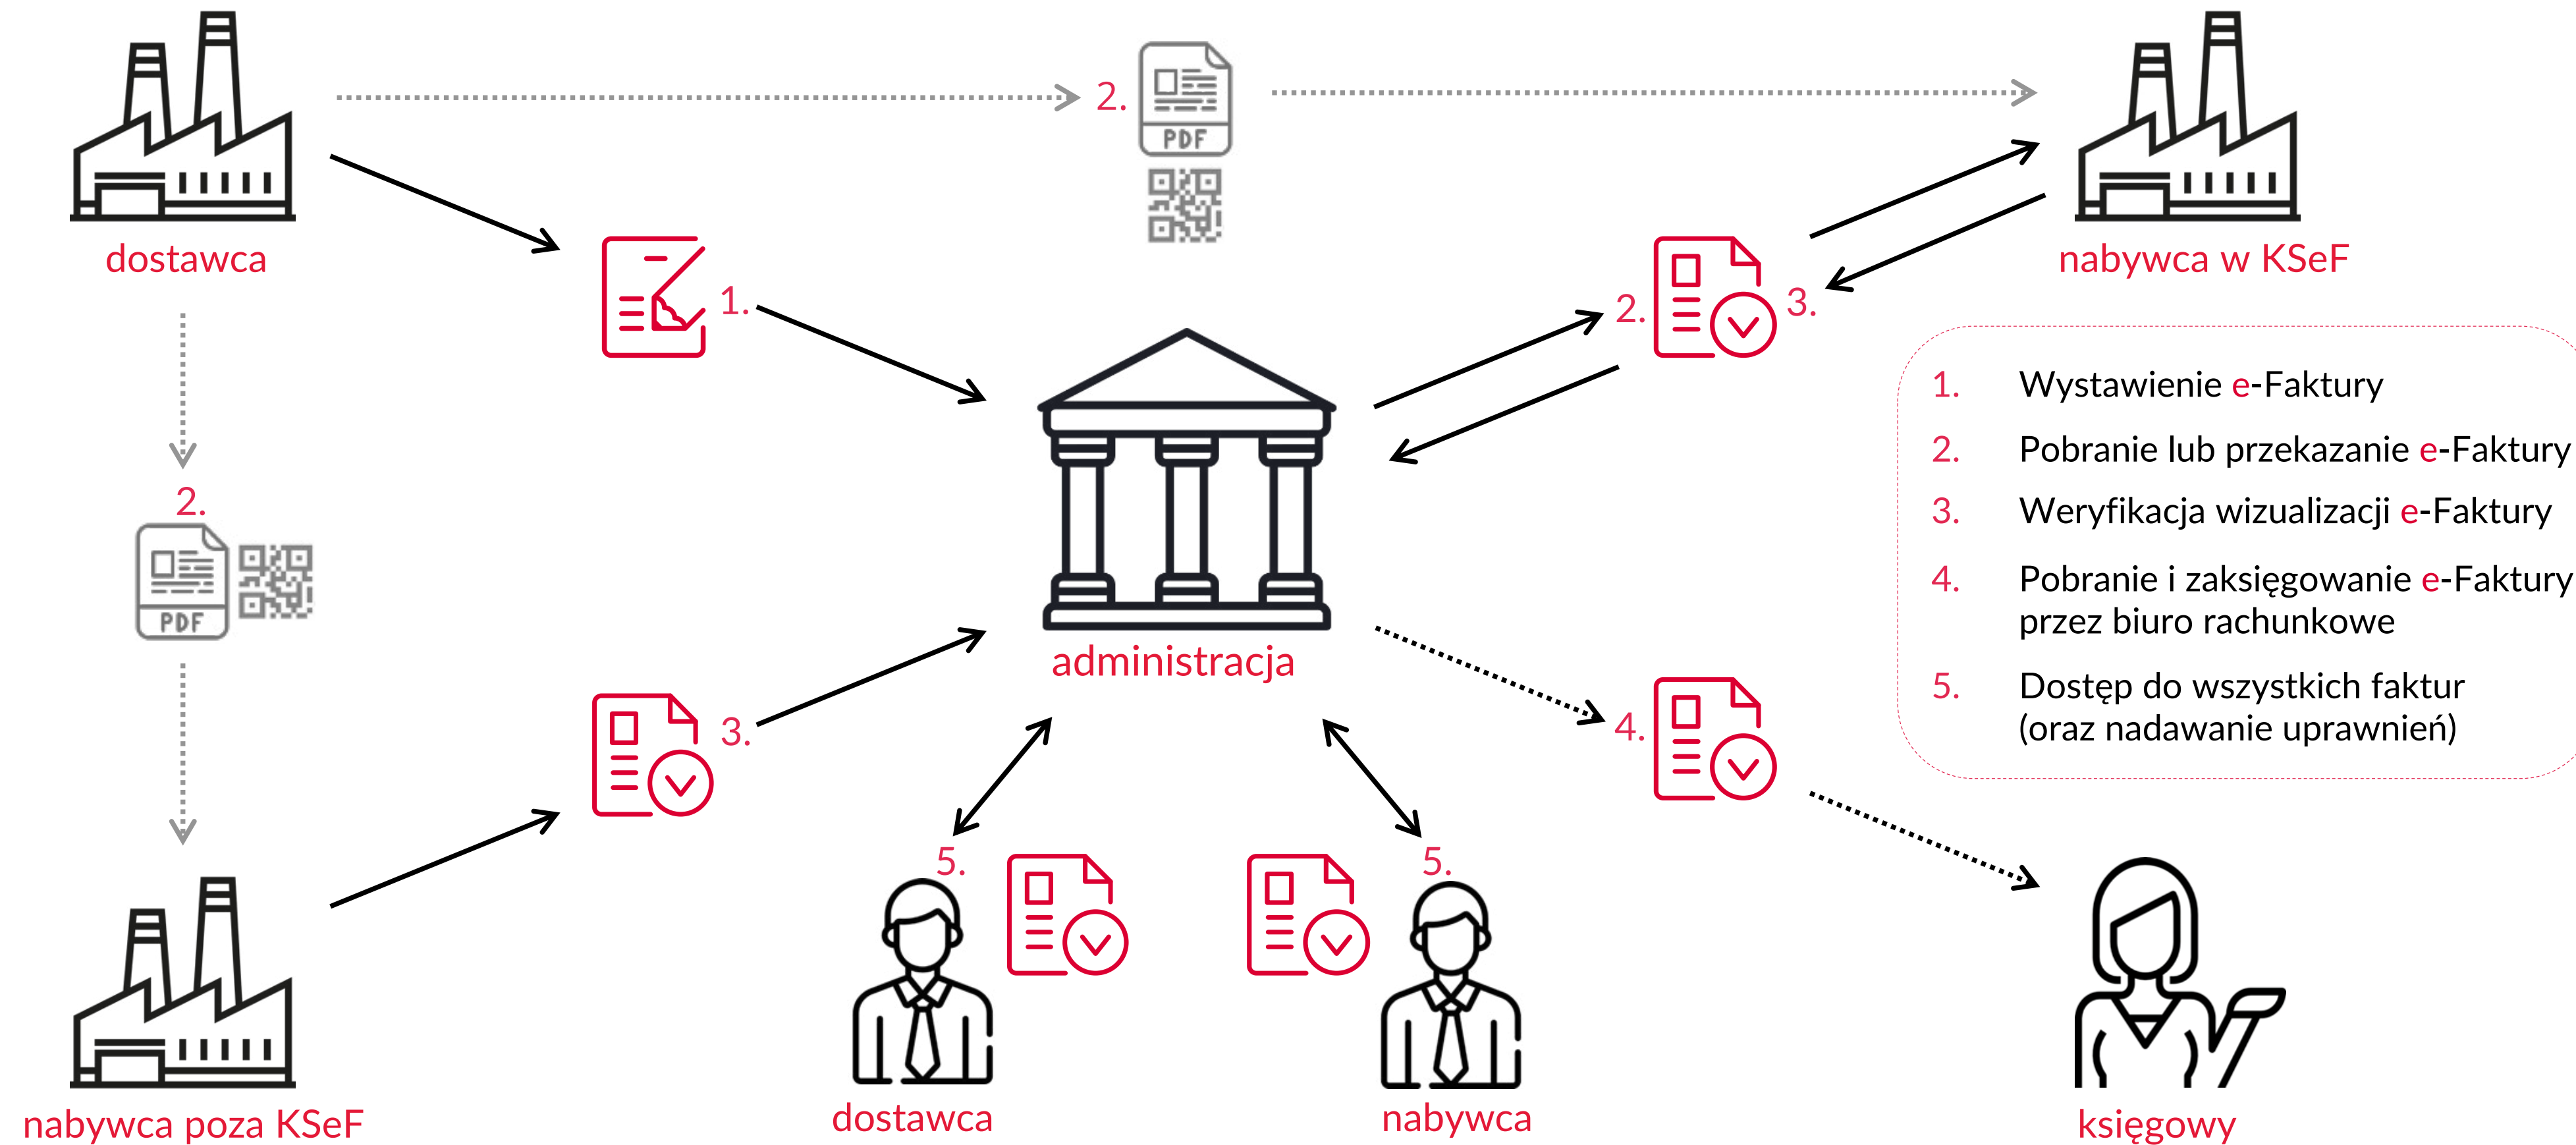 2.
PDF
dostawca
nabywca w KSeF
1.
2.
3.
1. Wystawienie e-Faktury
2. Pobranie lub przekazanie e-Faktury
3. Weryfikacja wizualizacji e-Faktury
4. Pobranie i zaksięgowanie e-Faktury
przez biuro rachunkowe
5. Dostęp do wszystkich faktur
(oraz nadawanie uprawnień)
2.
PDF
administracja
3.
4.
5.
5.
nabywca poza KSeF
dostawca
nabywca
księgowy